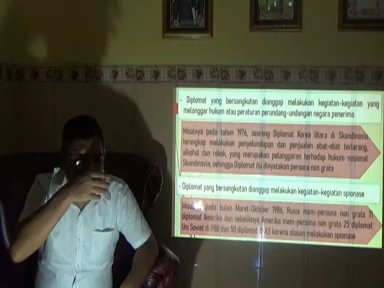 - Diplomat yang bersangkutan dianggap melakukan kegiatan-kegiatan yang
melanggar hukum atau peraturan perundang-undangan negara penerima
Misalnya pada tahun 1976, seorang Diplomat Korea Utara di Skandinavia
terungkap melakukan penyelundupan dan penjualan obat-obat terlarang,
alkohol dan rokok, yang merupakan pelanggaran terhadap hukum nasional
Skandinavia, sehingga Diplomat itu dinyatakan persona non grata
- Diplomat yang bersangkutan dianggap melakukan kegiatan-kegiatan spionase
Misalnya pada bulan Maret-Oktober 1986, Rusia mem-persona non grata 11
diplomat Amerika dan sebaliknya Amerika mem-persona non grata 25 diplomat
Uni Soviet di PBB dan 50 diplomat di AS karena alasan melakukan spionase